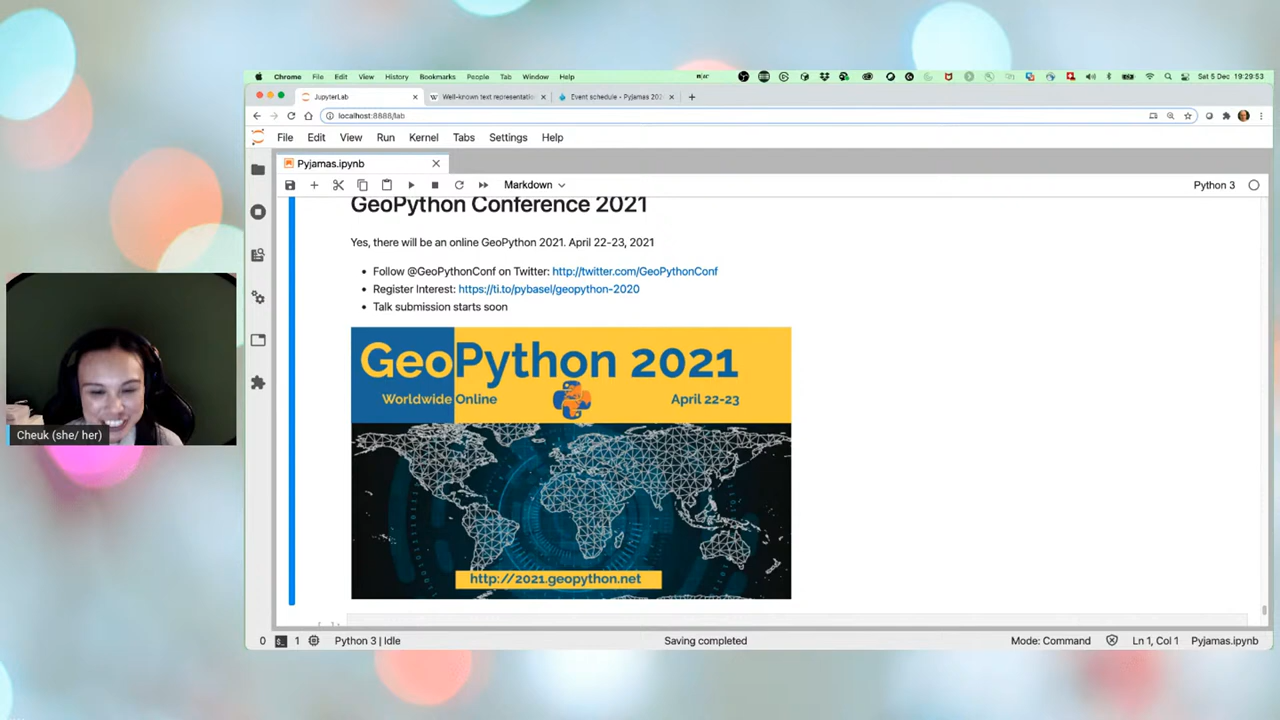 Chrome File Edit View History Bookmarks People Tab Window Help Sat 5 Dec 19:29:53
JupyterLab Well-known text representatio Event schedule - Pyjamas 202
localhost:8888/lab
File Edit View Run Kernel Tabs Settings Help
Pyjamas.ipynb
Markdown Python 3
GeoPython Conference 2021
Yes, there will be an online GeoPython 2021. April 22-23, 2021
• Follow @GeoPythonConf on Twitter: http://twitter.com/GeoPythonConf
• Register Interest: https://ti.to/pybasel/geopython-2020
• Talk submission starts soon
GeoPython 2021
Worldwide Online April 22-23
Cheuk (she/ her)
http://2021.geopython.net
0 1 Python 3 | Idle Saving completed Mode: Command Ln 1, Col 1 Pyjamas.ipynb